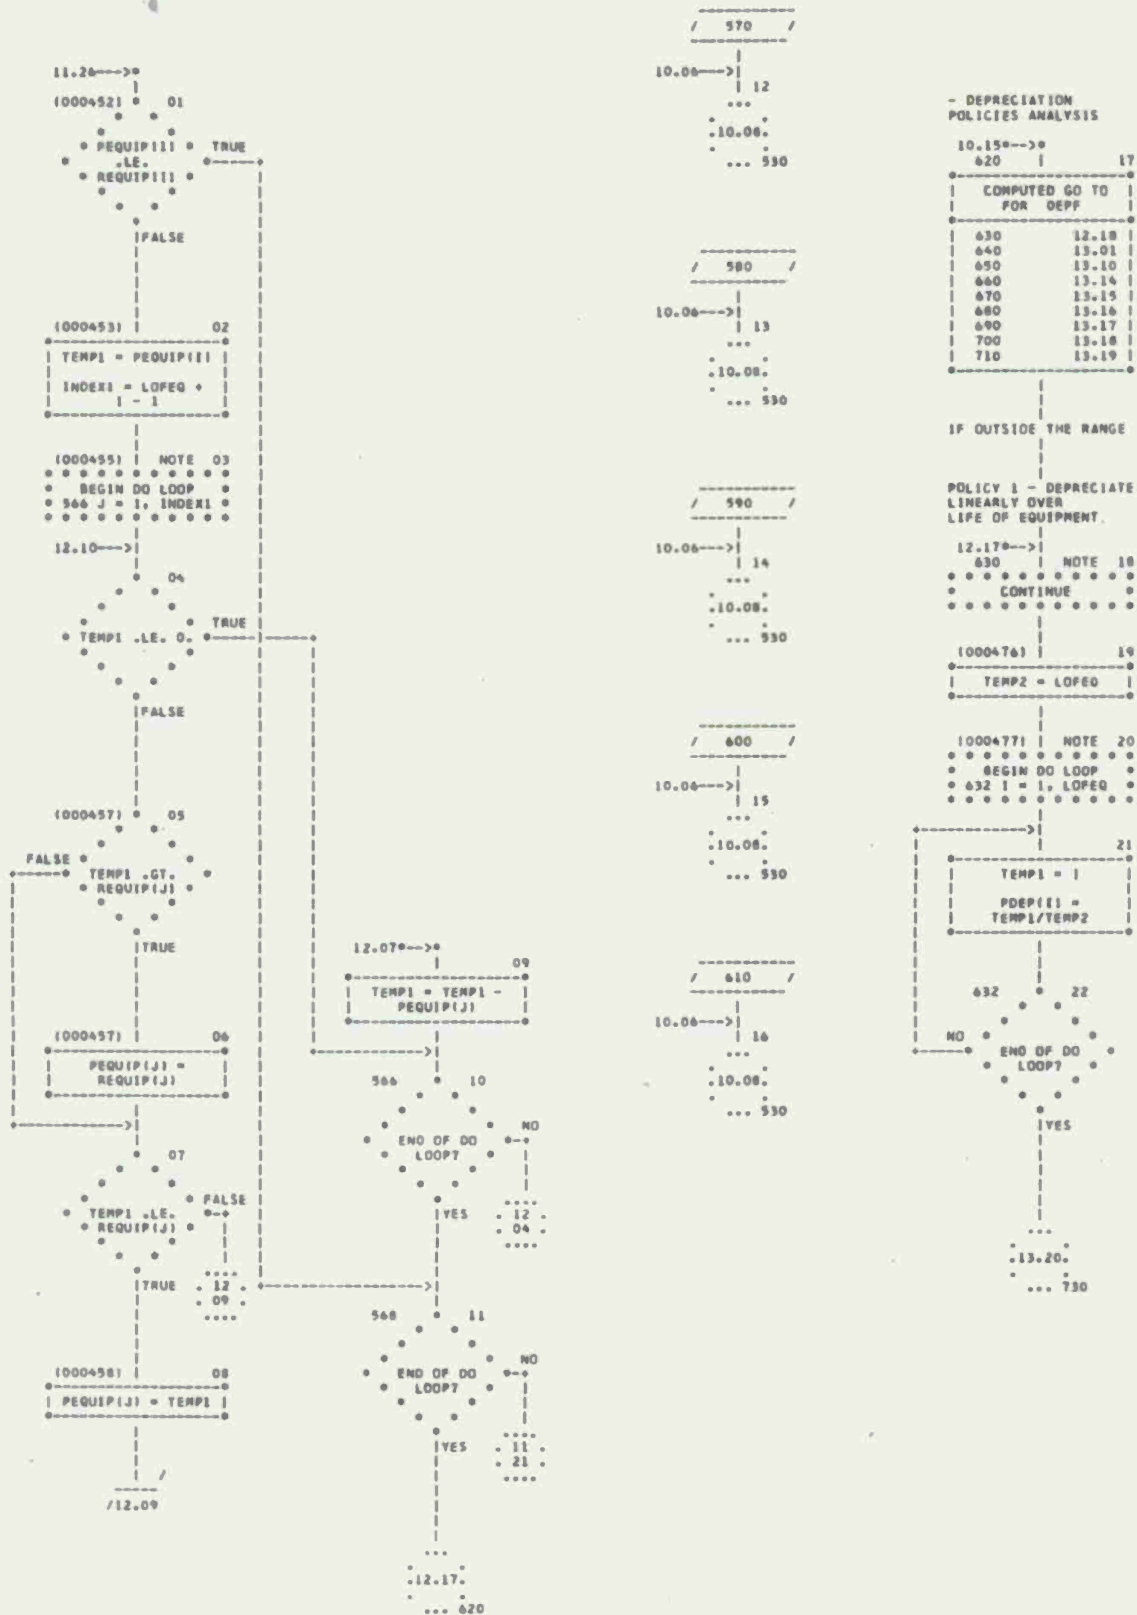 11.26--->*
(000452) 01
PEQUIP(I)
.LE.
REQUIP(I)
TRUE
FALSE
(000453) 02
TEMP1 = PEQUIP(I)
INDEX1 = LOFEQ +
1 - 1
(000455) NOTE 03
BEGIN DO LOOP
566 J = 1, INDEX1
12.10--->
04
TEMP1 .LE. 0.
TRUE
FALSE
(000457) 05
FALSE
TEMP1 .GT.
REQUIP(J)
TRUE
(000457) 06
PEQUIP(J) =
REQUIP(J)
07
TEMP1 .LE.
REQUIP(J)
FALSE
12
09
TRUE
(000458) 08
PEQUIP(J) = TEMP1
/12.09
12.07*-->*
09
TEMP1 = TEMP1 -
PEQUIP(J)
566 10
END OF DO
LOOP?
NO
12
04
YES
568 11
END OF DO
LOOP?
NO
11
21
YES
.12.17.
... 620
/ 570 /
10.06--->
12
.10.08.
... 530
/ 580 /
10.06--->
13
.10.08.
... 530
/ 590 /
10.06--->
14
.10.08.
... 530
/ 600 /
10.06--->
15
.10.08.
... 530
/ 610 /
10.06--->
16
.10.08.
... 530
- DEPRECIATION
POLICIES ANALYSIS
10.15*-->*
620 17
COMPUTED GO TO
FOR DEPF
630 12.18
640 13.01
650 13.10
660 13.14
670 13.15
680 13.16
690 13.17
700 13.18
710 13.19
IF OUTSIDE THE RANGE
POLICY 1 - DEPRECIATE
LINEARLY OVER
LIFE OF EQUIPMENT.
12.17*-->
630 NOTE 18
CONTINUE
(000476) 19
TEMP2 = LOFEQ
(000477) NOTE 20
BEGIN DO LOOP
632 I = 1, LOFEQ
21
TEMP1 = 1
PDEP(I) =
TEMP1/TEMP2
632 22
NO
END OF DO
LOOP?
YES
.13.20.
... 730